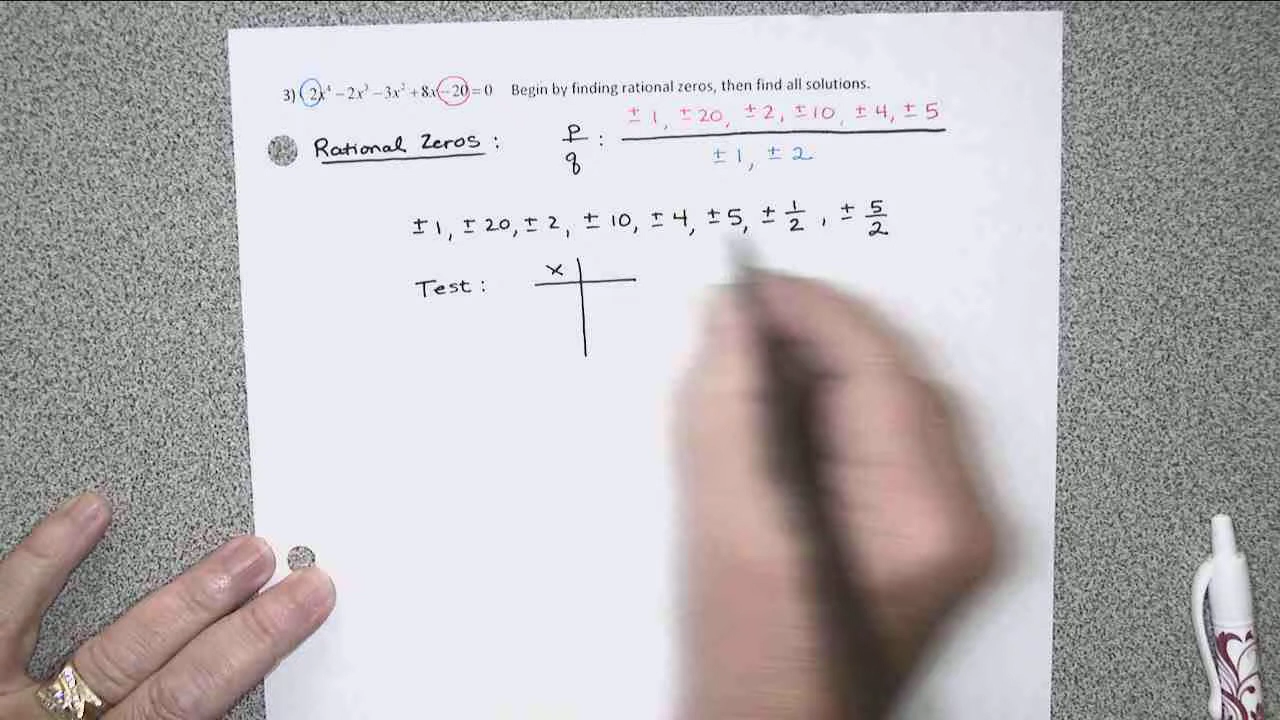 3) 2x⁴ −2x³ −3x² +8x −20 = 0 Begin by finding rational zeros, then find all solutions.
Rational Zeros : p/q : ±1, ±20, ±2, ±10, ±4, ±5 / ±1, ±2
±1, ±20, ±2, ±10, ±4, ±5, ±1/2, ±5/2
Test : x